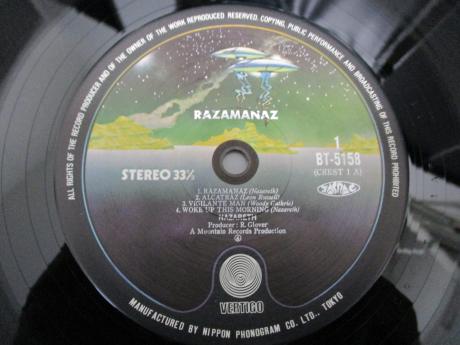 ALL RIGHTS OF THE RECORD PRODUCER AND OF THE OWNER OF THE WORK REPRODUCED RESERVED. COPYING, PUBLIC PERFORMANCE AND BROADCASTING OF THIS RECORD PROHIBITED
RAZAMANAZ
1
BT-5158
(CREST 1 A)
STEREO 33⅓
1. RAZAMANAZ (Nazareth)
2. ALCATRAZ (Leon Russell)
3. VIGILANTE MAN (Woody Guthrie)
4. WOKE UP THIS MORNING (Nazareth)
NAZARETH
Producer : R. Glover
A Mountain Records Production
VERTIGO
MANUFACTURED BY NIPPON PHONOGRAM CO. LTD., TOKYO